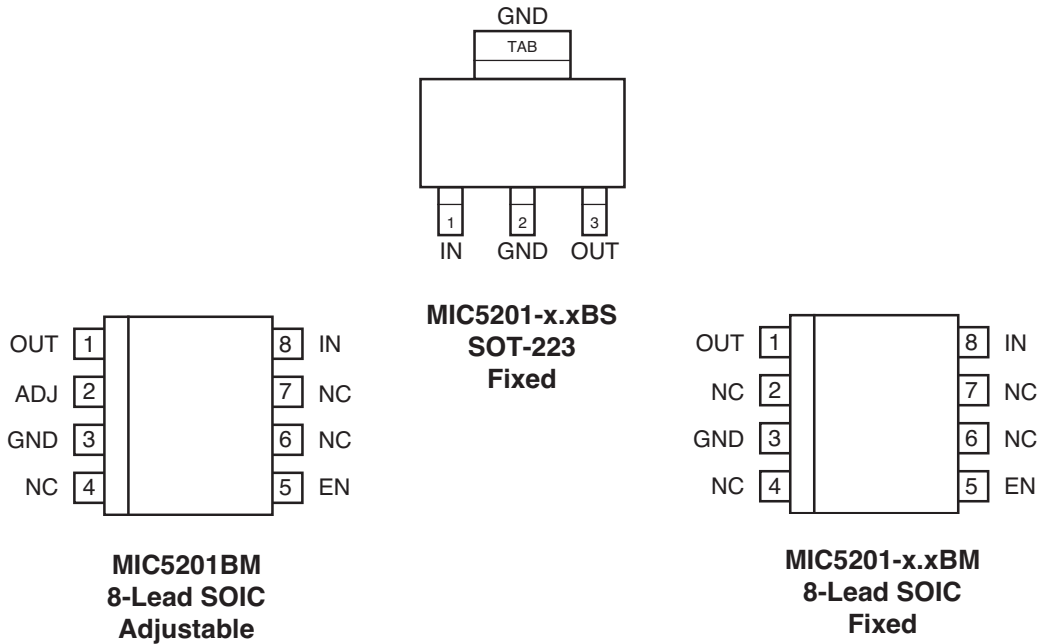 GND
TAB
1 2 3
IN GND OUT
MIC5201-x.xBS
SOT-223
Fixed
OUT 1 8 IN
ADJ 2 7 NC
GND 3 6 NC
NC 4 5 EN
MIC5201BM
8-Lead SOIC
Adjustable
OUT 1 8 IN
NC 2 7 NC
GND 3 6 NC
NC 4 5 EN
MIC5201-x.xBM
8-Lead SOIC
Fixed